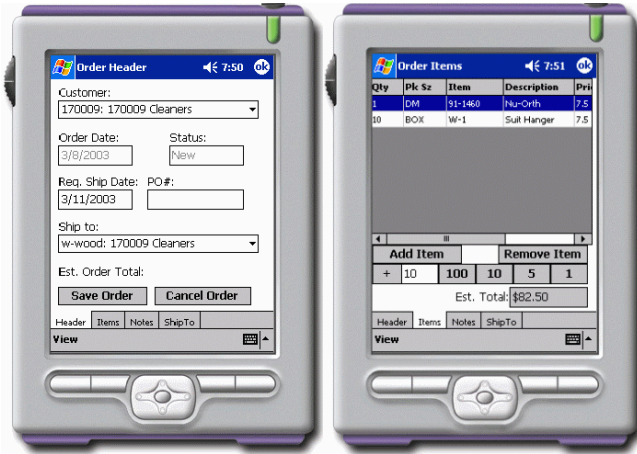 Order Header 7:50 ok
Customer:
170009: 170009 Cleaners
Order Date: Status:
3/8/2003 New
Req. Ship Date: PO#:
3/11/2003
Ship to:
w-wood: 170009 Cleaners
Est. Order Total:
Save Order Cancel Order
Header Items Notes ShipTo
View
Order Items 7:51 ok
Qty Pk Sz Item Description Pri
1 DM 91-1460 Nu-Orth 7.5
10 BOX W-1 Suit Hanger 7.5
Add Item Remove Item
+ 10 100 10 5 1
Est. Total: $82.50
Header Items Notes ShipTo
View